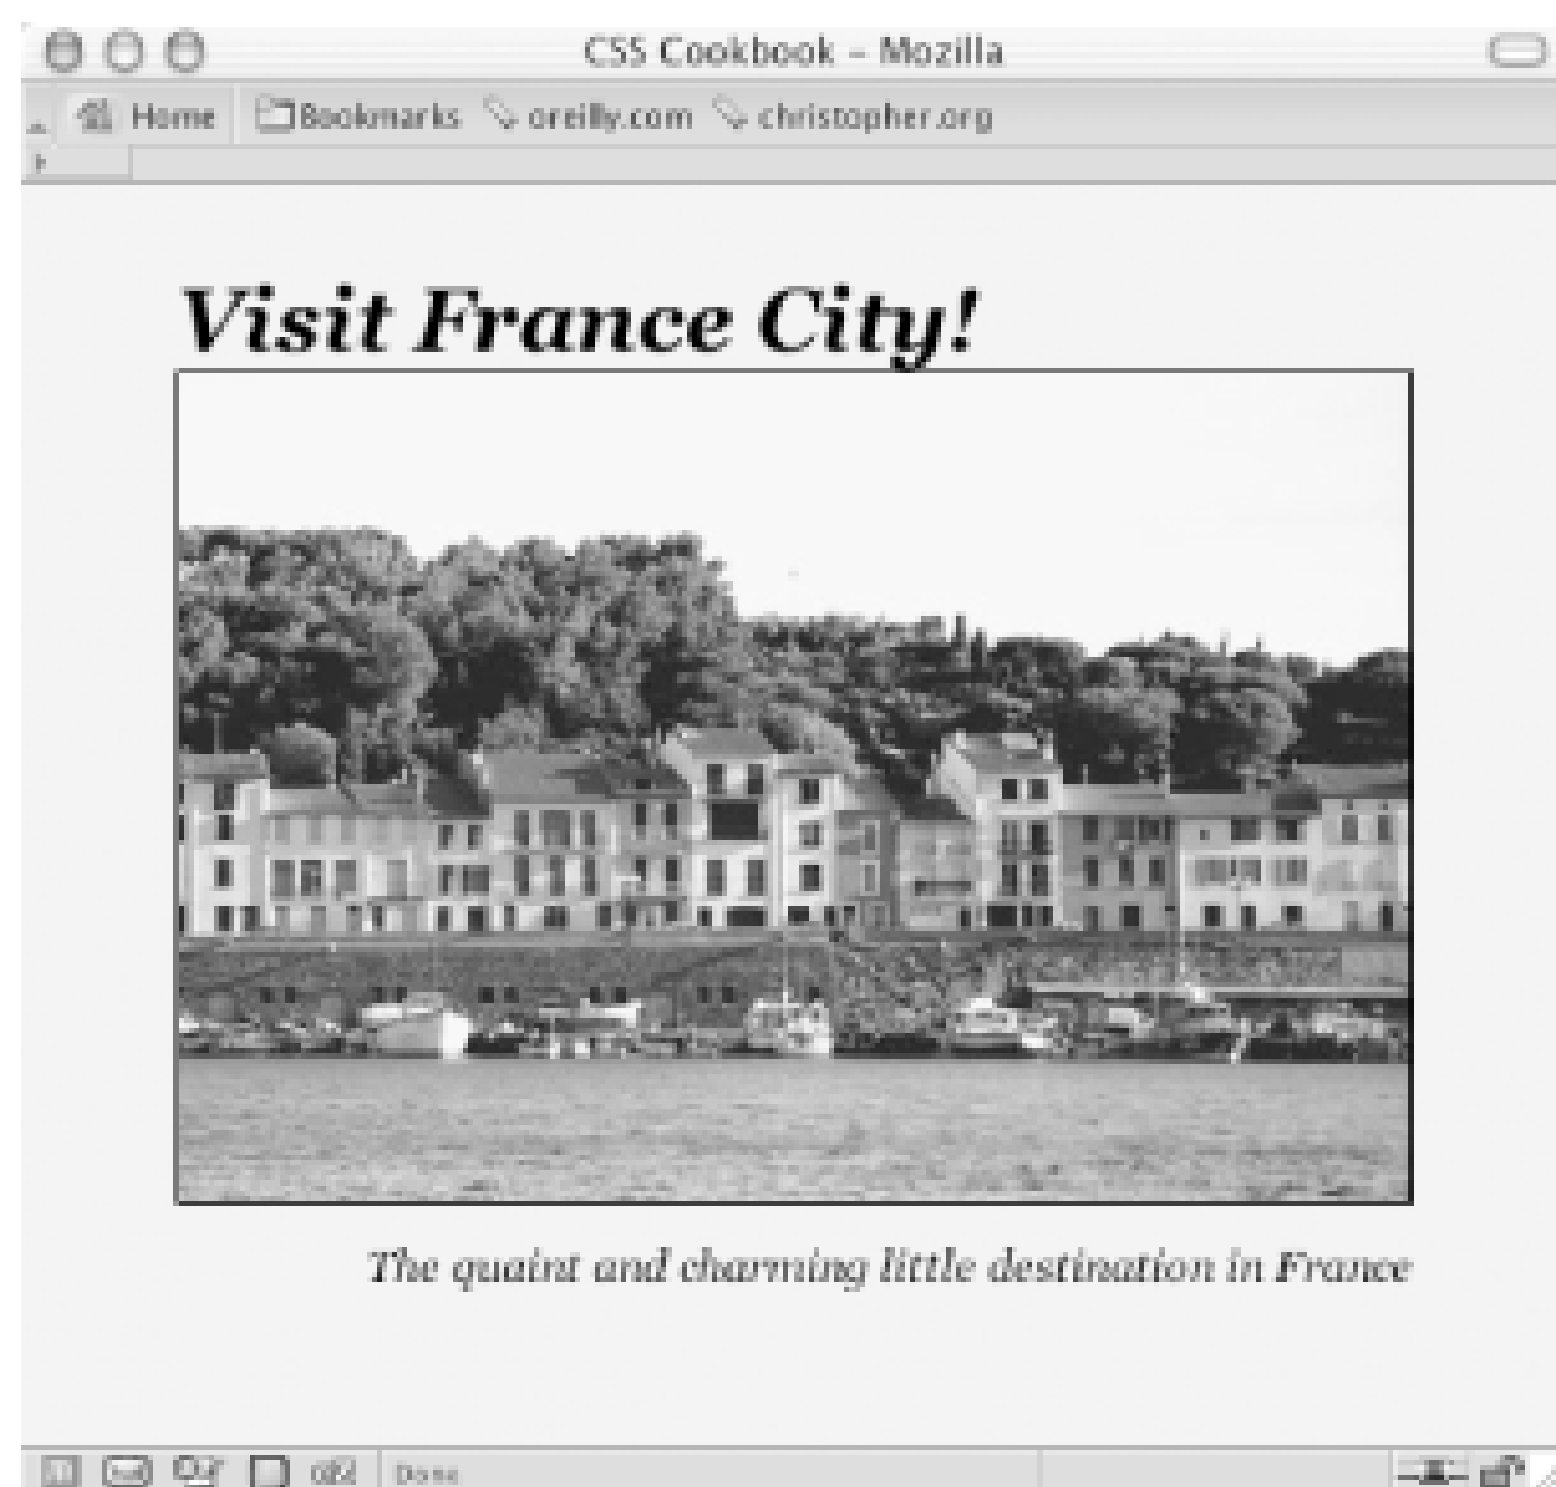 CSS Cookbook – Mozilla
Home Bookmarks oreilly.com christopher.org
Visit France City!
The quaint and charming little destination in France
Done